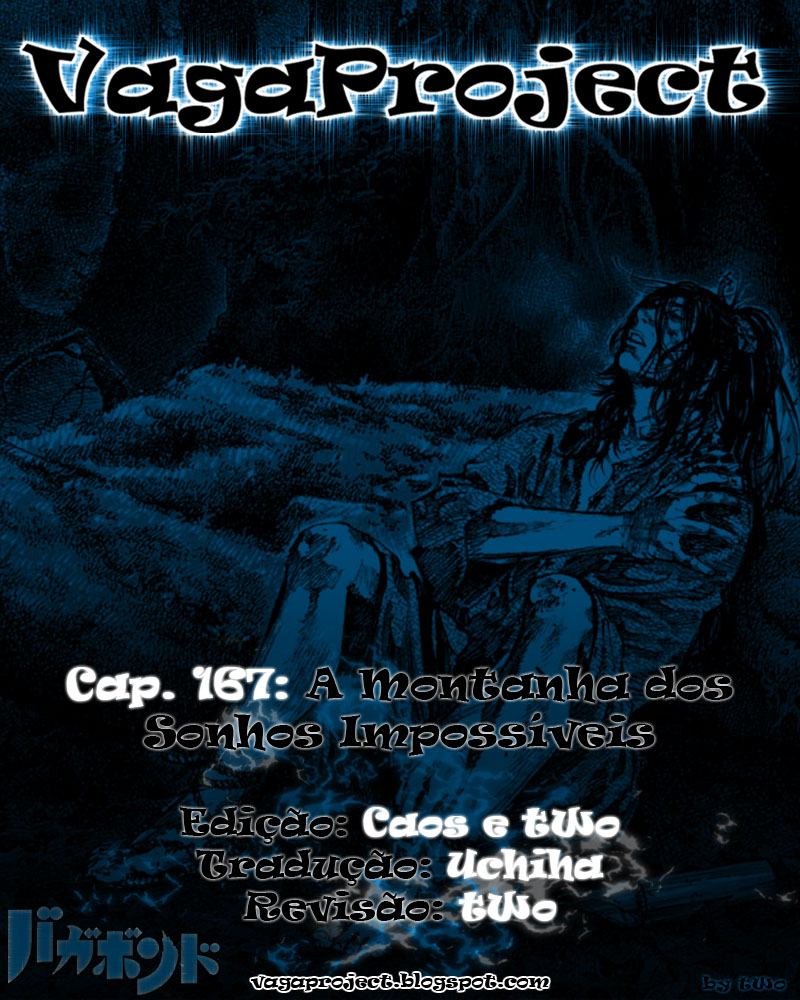 VagaProject
Cap. 167: A Montanha dos
Sonhos Impossíveis
Edição: Caos e tWo
Tradução: Uchiha
Revisão: tWo
バガボンド
vagaproject.blogspot.com
by tWo